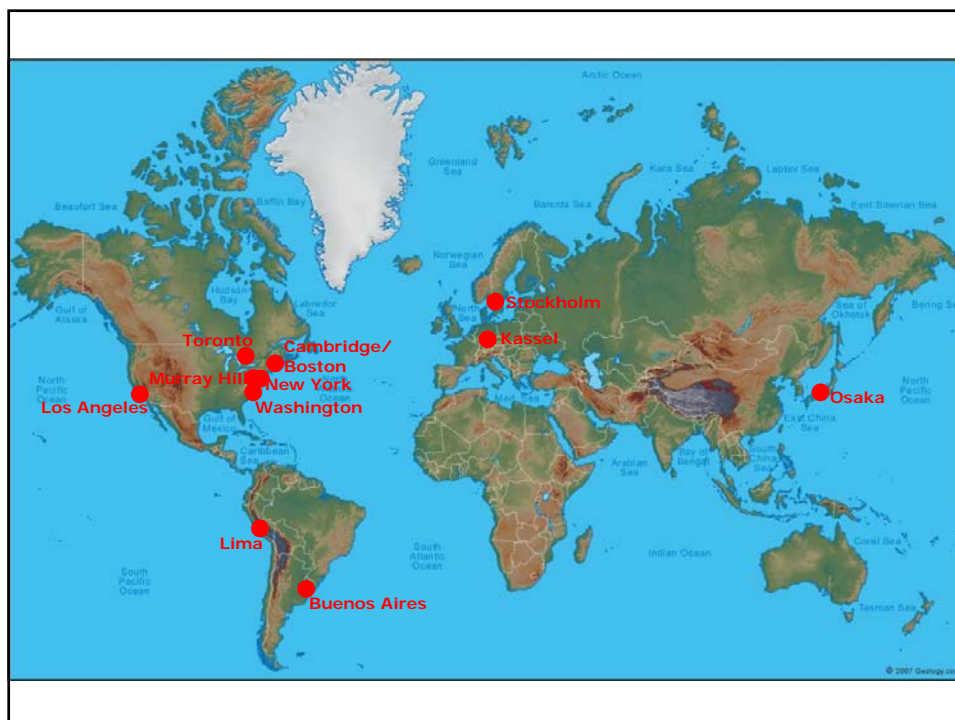 Arctic Ocean
Greenland
Sea
Kara Sea
Laptev Sea
Beaufort Sea
Baffin Bay
Barents Sea
East Siberian Sea
Norwegian
Sea
Hudson
Bay
Labrador
Sea
Gulf of
Alaska
North
Sea
Stockholm
Sea of
Okhotsk
Bering Se
Toronto
Cambridge/
Boston
Kassel
Murray Hill
New York
North
Pacific
Ocean
Los Angeles
Washington
Ocean
Med. Sea
Osaka
North
Pacific
Ocean
East China
Sea
Gulf of
Mexico
Caribbean
Sea
Arabian
Sea
Bay of
Bengal
South
China
Sea
Lima
South
Atlantic
Ocean
Indian Ocean
Coral Sea
South
Pacific
Ocean
Buenos Aires
Tasman Sea
© 2007 Geology.com